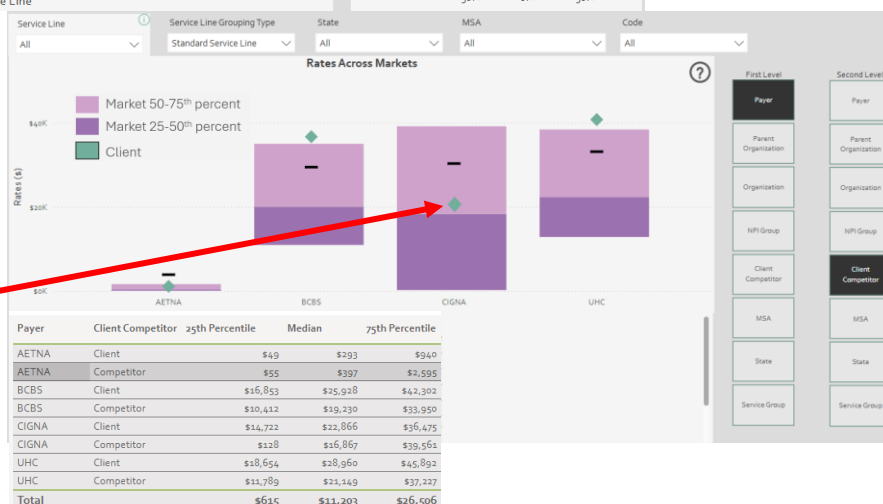 e Line
Service Line
Service Line Grouping Type
State
MSA
Code
All
Standard Service Line
All
All
All
Rates Across Markets
?
First Level
Second Level
Market 50-75th percent
Market 25-50th percent
Client
Rates ($)
$40K
$20K
$0K
AETNA
BCBS
CIGNA
UHC
Payer
Payer
Parent
Organization
Parent
Organization
Organization
Organization
NPI Group
NPI Group
Client
Competitor
Client
Competitor
MSA
MSA
State
State
Service Group
Service Group
Payer Client Competitor 25th Percentile Median 75th Percentile
AETNA Client $49 $293 $940
AETNA Competitor $55 $397 $2,595
BCBS Client $16,853 $25,928 $42,302
BCBS Competitor $10,412 $19,230 $33,950
CIGNA Client $14,722 $22,866 $36,475
CIGNA Competitor $128 $16,867 $39,561
UHC Client $18,654 $28,960 $45,892
UHC Competitor $11,789 $21,149 $37,227
Total $615 $11,203 $26,506